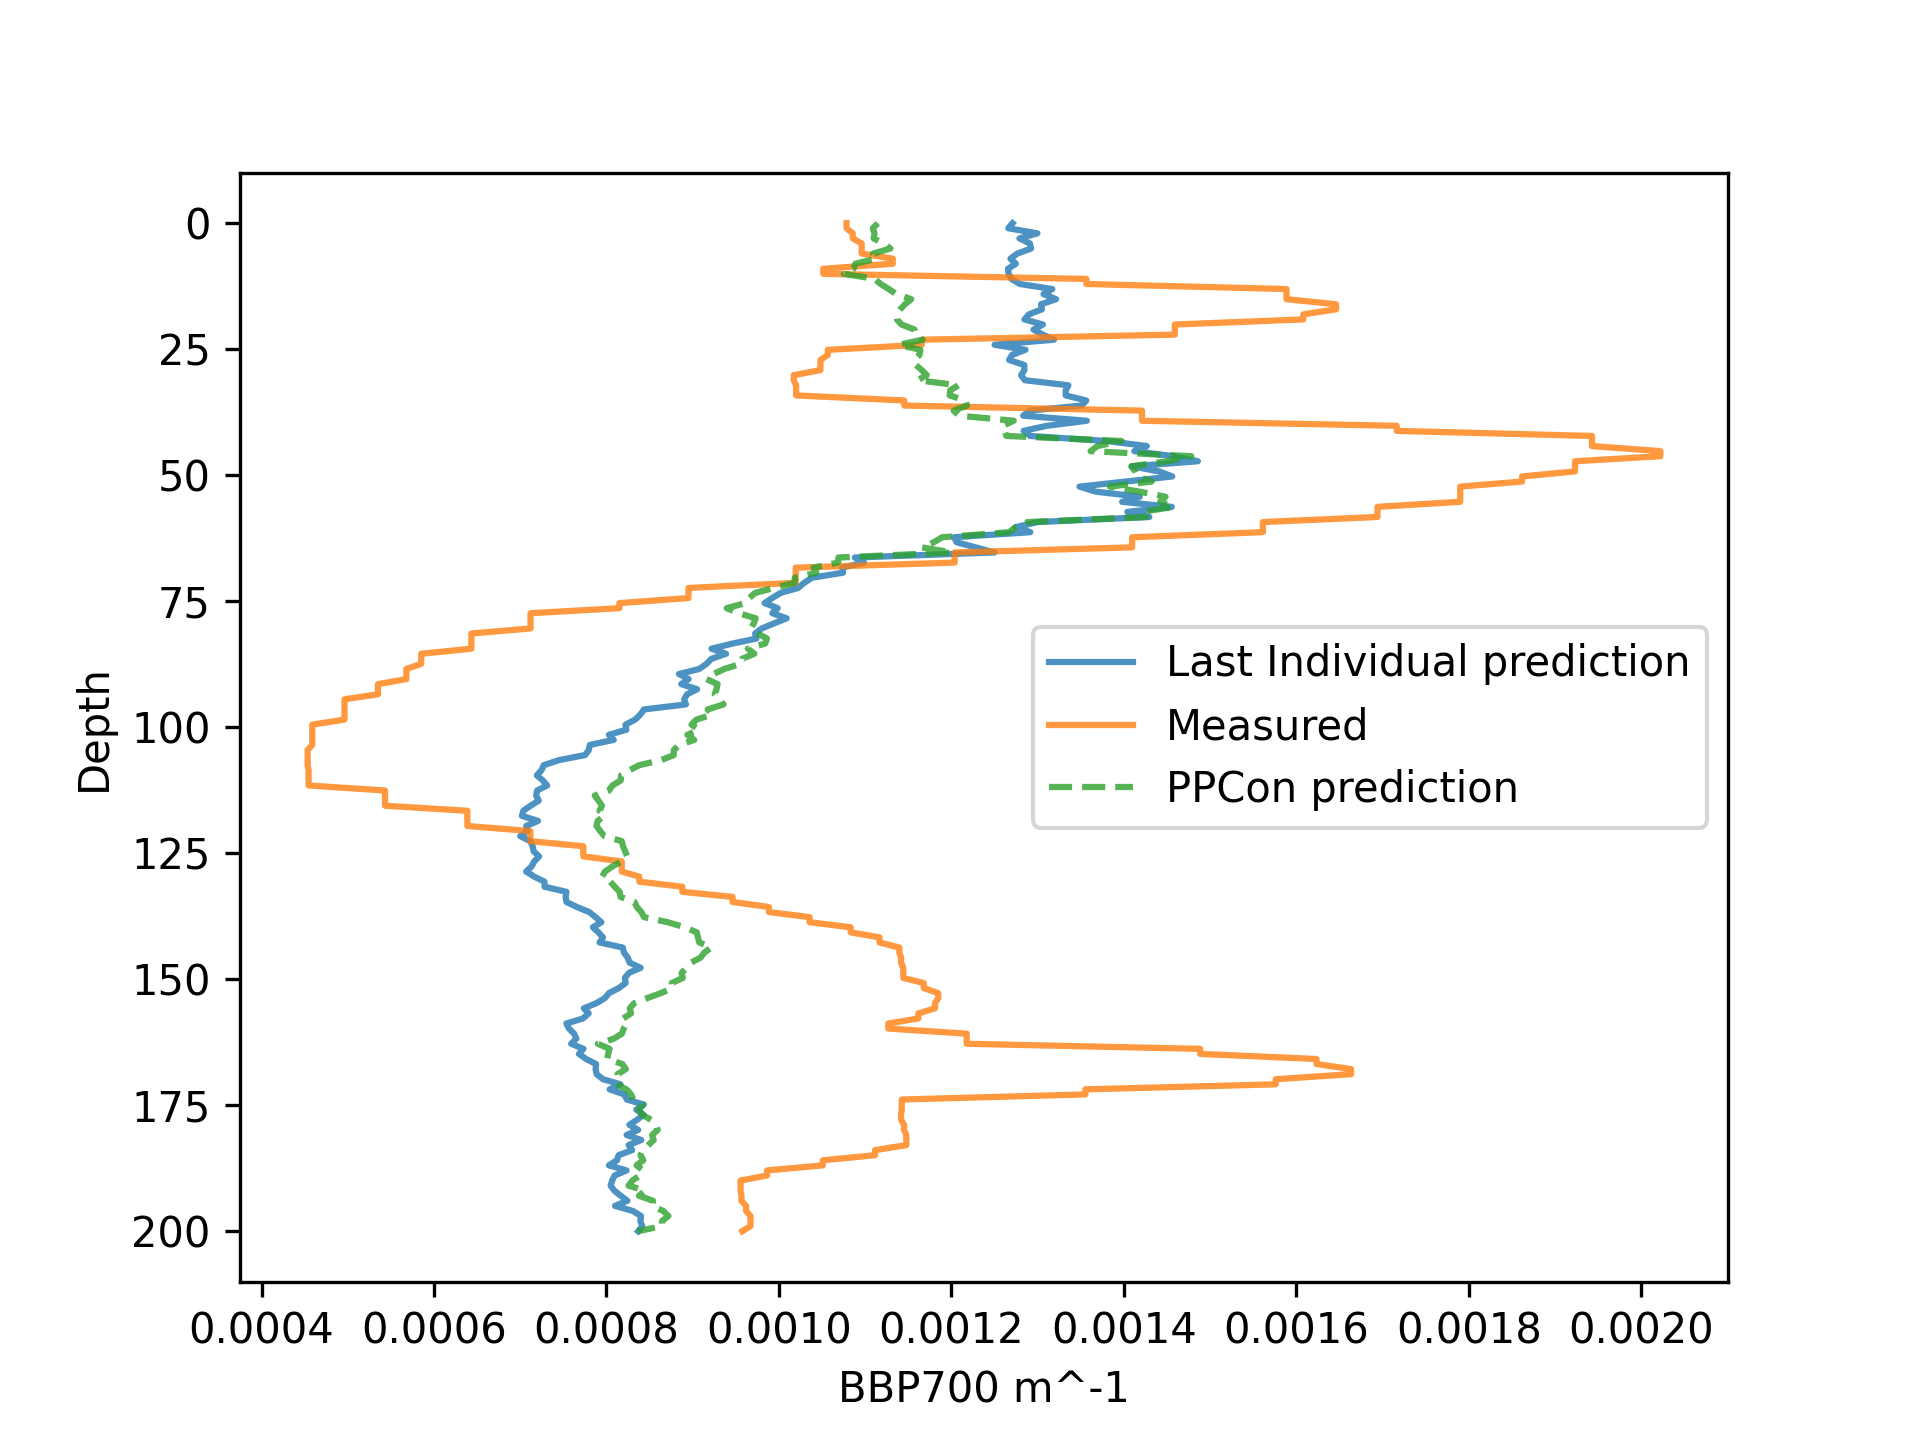 0
25
50
75
100
125
150
175
200
Depth
Last Individual prediction
Measured
PPCon prediction
0.0004 0.0006 0.0008 0.0010 0.0012 0.0014 0.0016 0.0018 0.0020
BBP700 m^-1